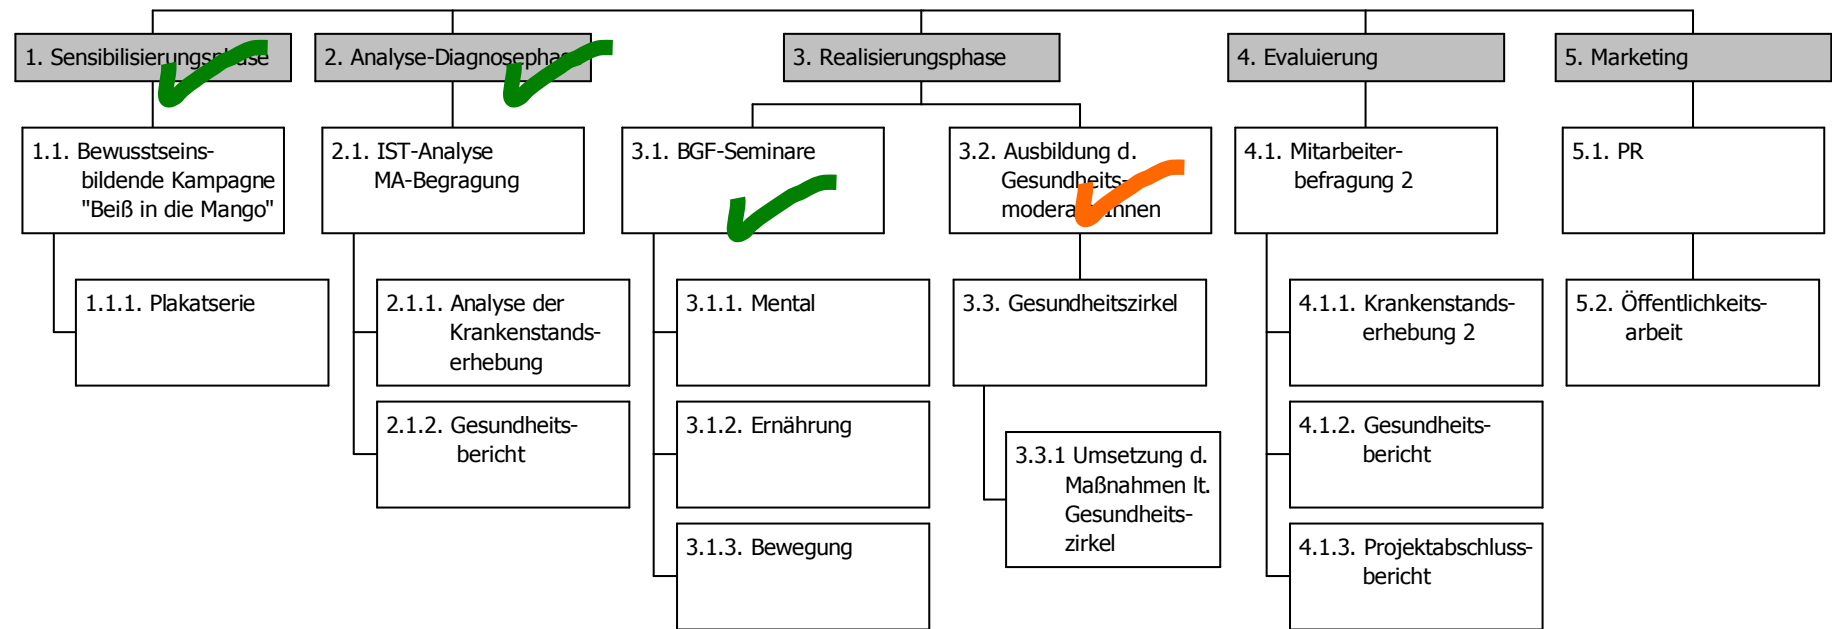 1. Sensibilisierungsphase
2. Analyse-Diagnosephase
3. Realisierungsphase
4. Evaluierung
5. Marketing
1.1. Bewusstseins-
bildende Kampagne
"Beiß in die Mango"
2.1. IST-Analyse
MA-Begragung
3.1. BGF-Seminare
3.2. Ausbildung d.
Gesundheits-
moderatorInnen
4.1. Mitarbeiter-
befragung 2
5.1. PR
1.1.1. Plakatserie
2.1.1. Analyse der
Krankenstands-
erhebung
3.1.1. Mental
3.3. Gesundheitszirkel
4.1.1. Krankenstands-
erhebung 2
5.2. Öffentlichkeits-
arbeit
2.1.2. Gesundheits-
bericht
3.1.2. Ernährung
3.3.1 Umsetzung d.
Maßnahmen lt.
Gesundheits-
zirkel
4.1.2. Gesundheits-
bericht
3.1.3. Bewegung
4.1.3. Projektabschluss-
bericht